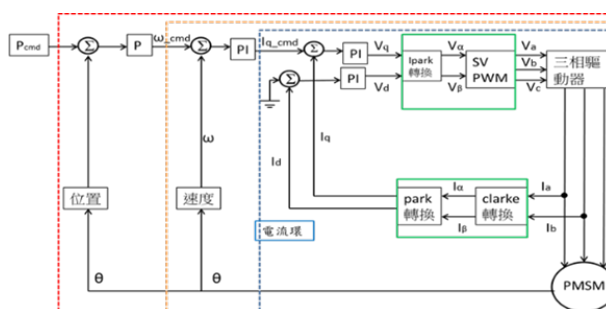 Pcmd
Σ
P
ω_cmd
Σ
PI
Iq_cmd
Σ
PI
Vq
Ipark
轉換
Vα
Vβ
SV
PWM
Va
Vb
Vc
三相驅
動器
Σ
PI
Vd
ω
Iq
Id
位置
速度
電流環
park
轉換
Iα
Iβ
clarke
轉換
Ia
Ib
θ
θ
PMSM